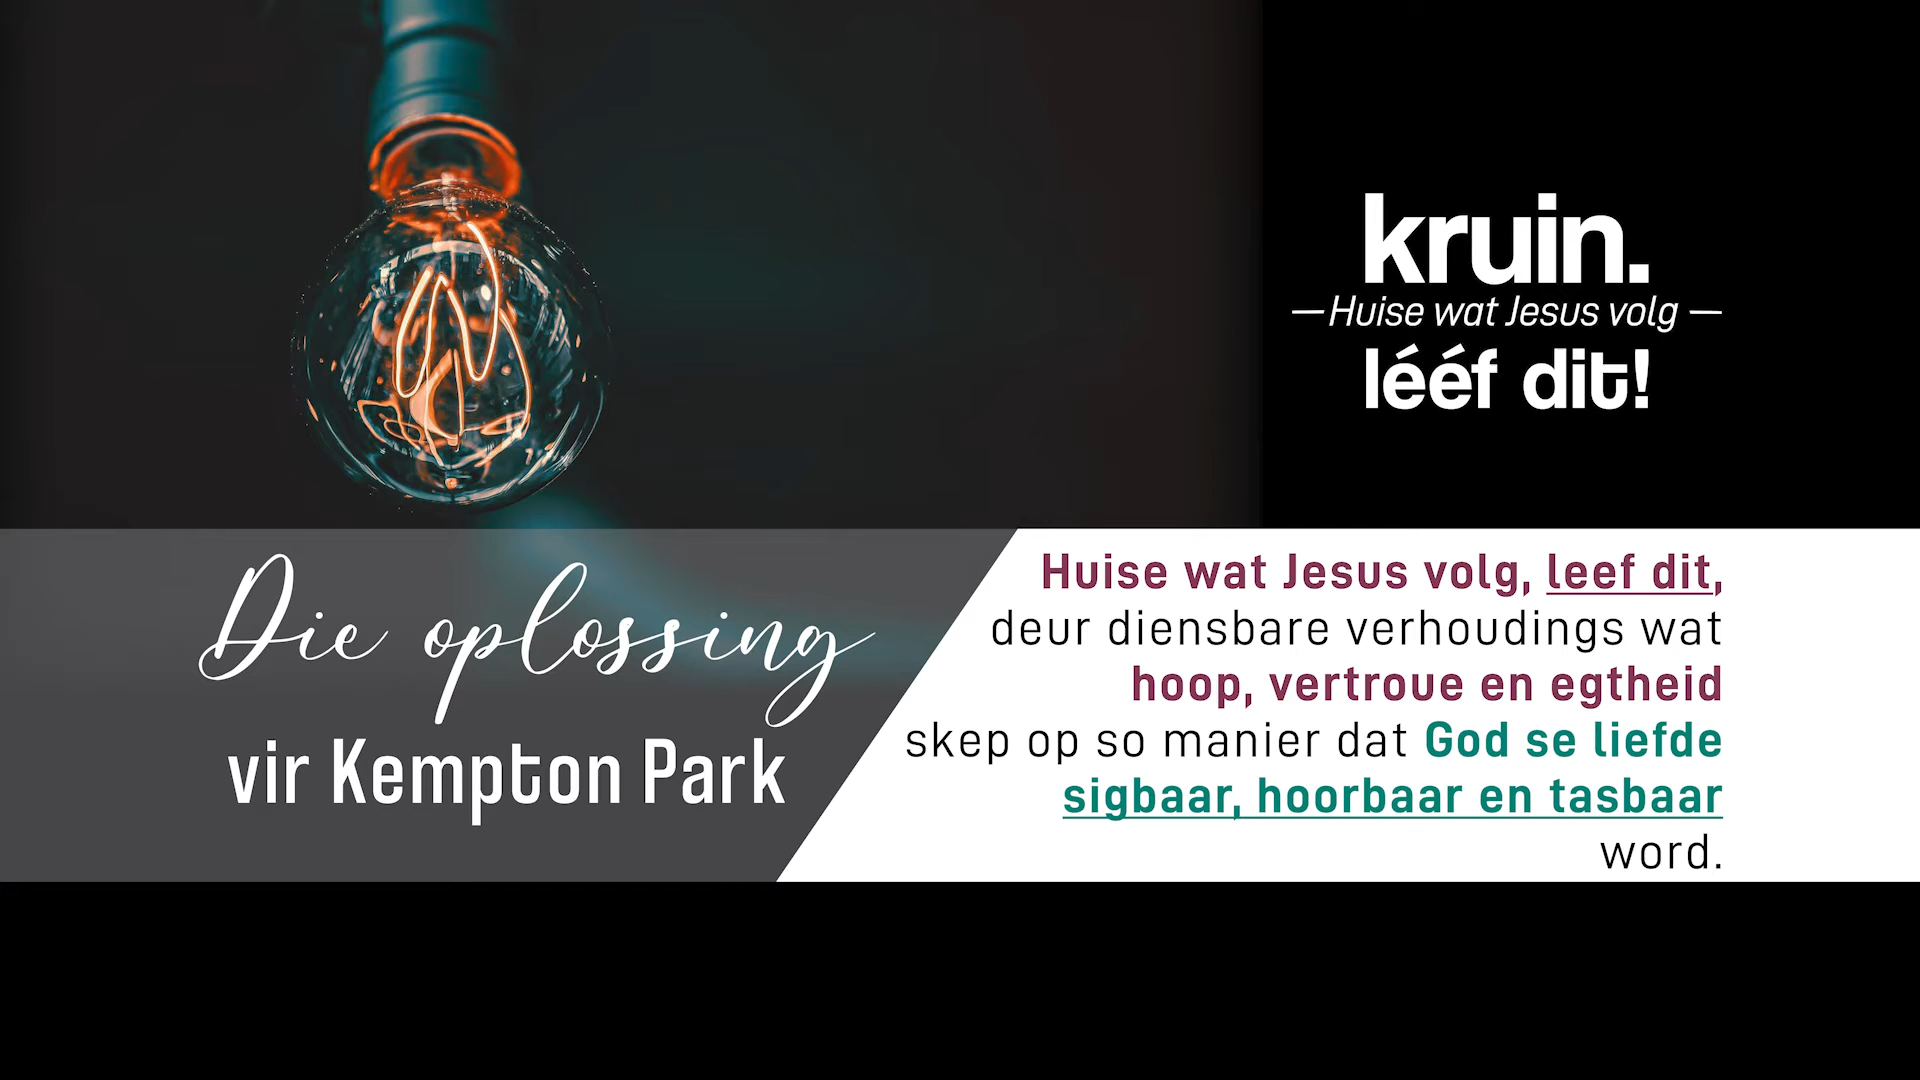 kruin.
—Huise wat Jesus volg—
lééf dit!
Die oplossing
vir Kempton Park
Huise wat Jesus volg, leef dit,
deur diensbare verhoudings wat
hoop, vertroue en egtheid
skep op so manier dat God se liefde
sigbaar, hoorbaar en tasbaar
word.